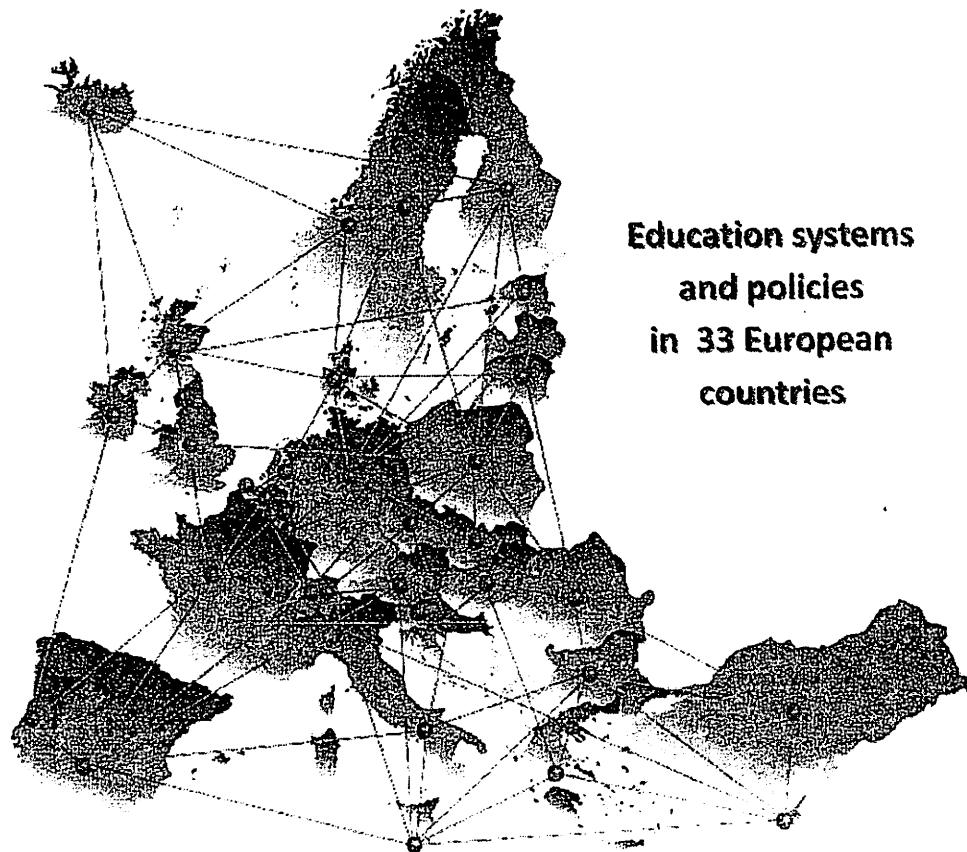 Education systems
and policies
in 33 European
countries